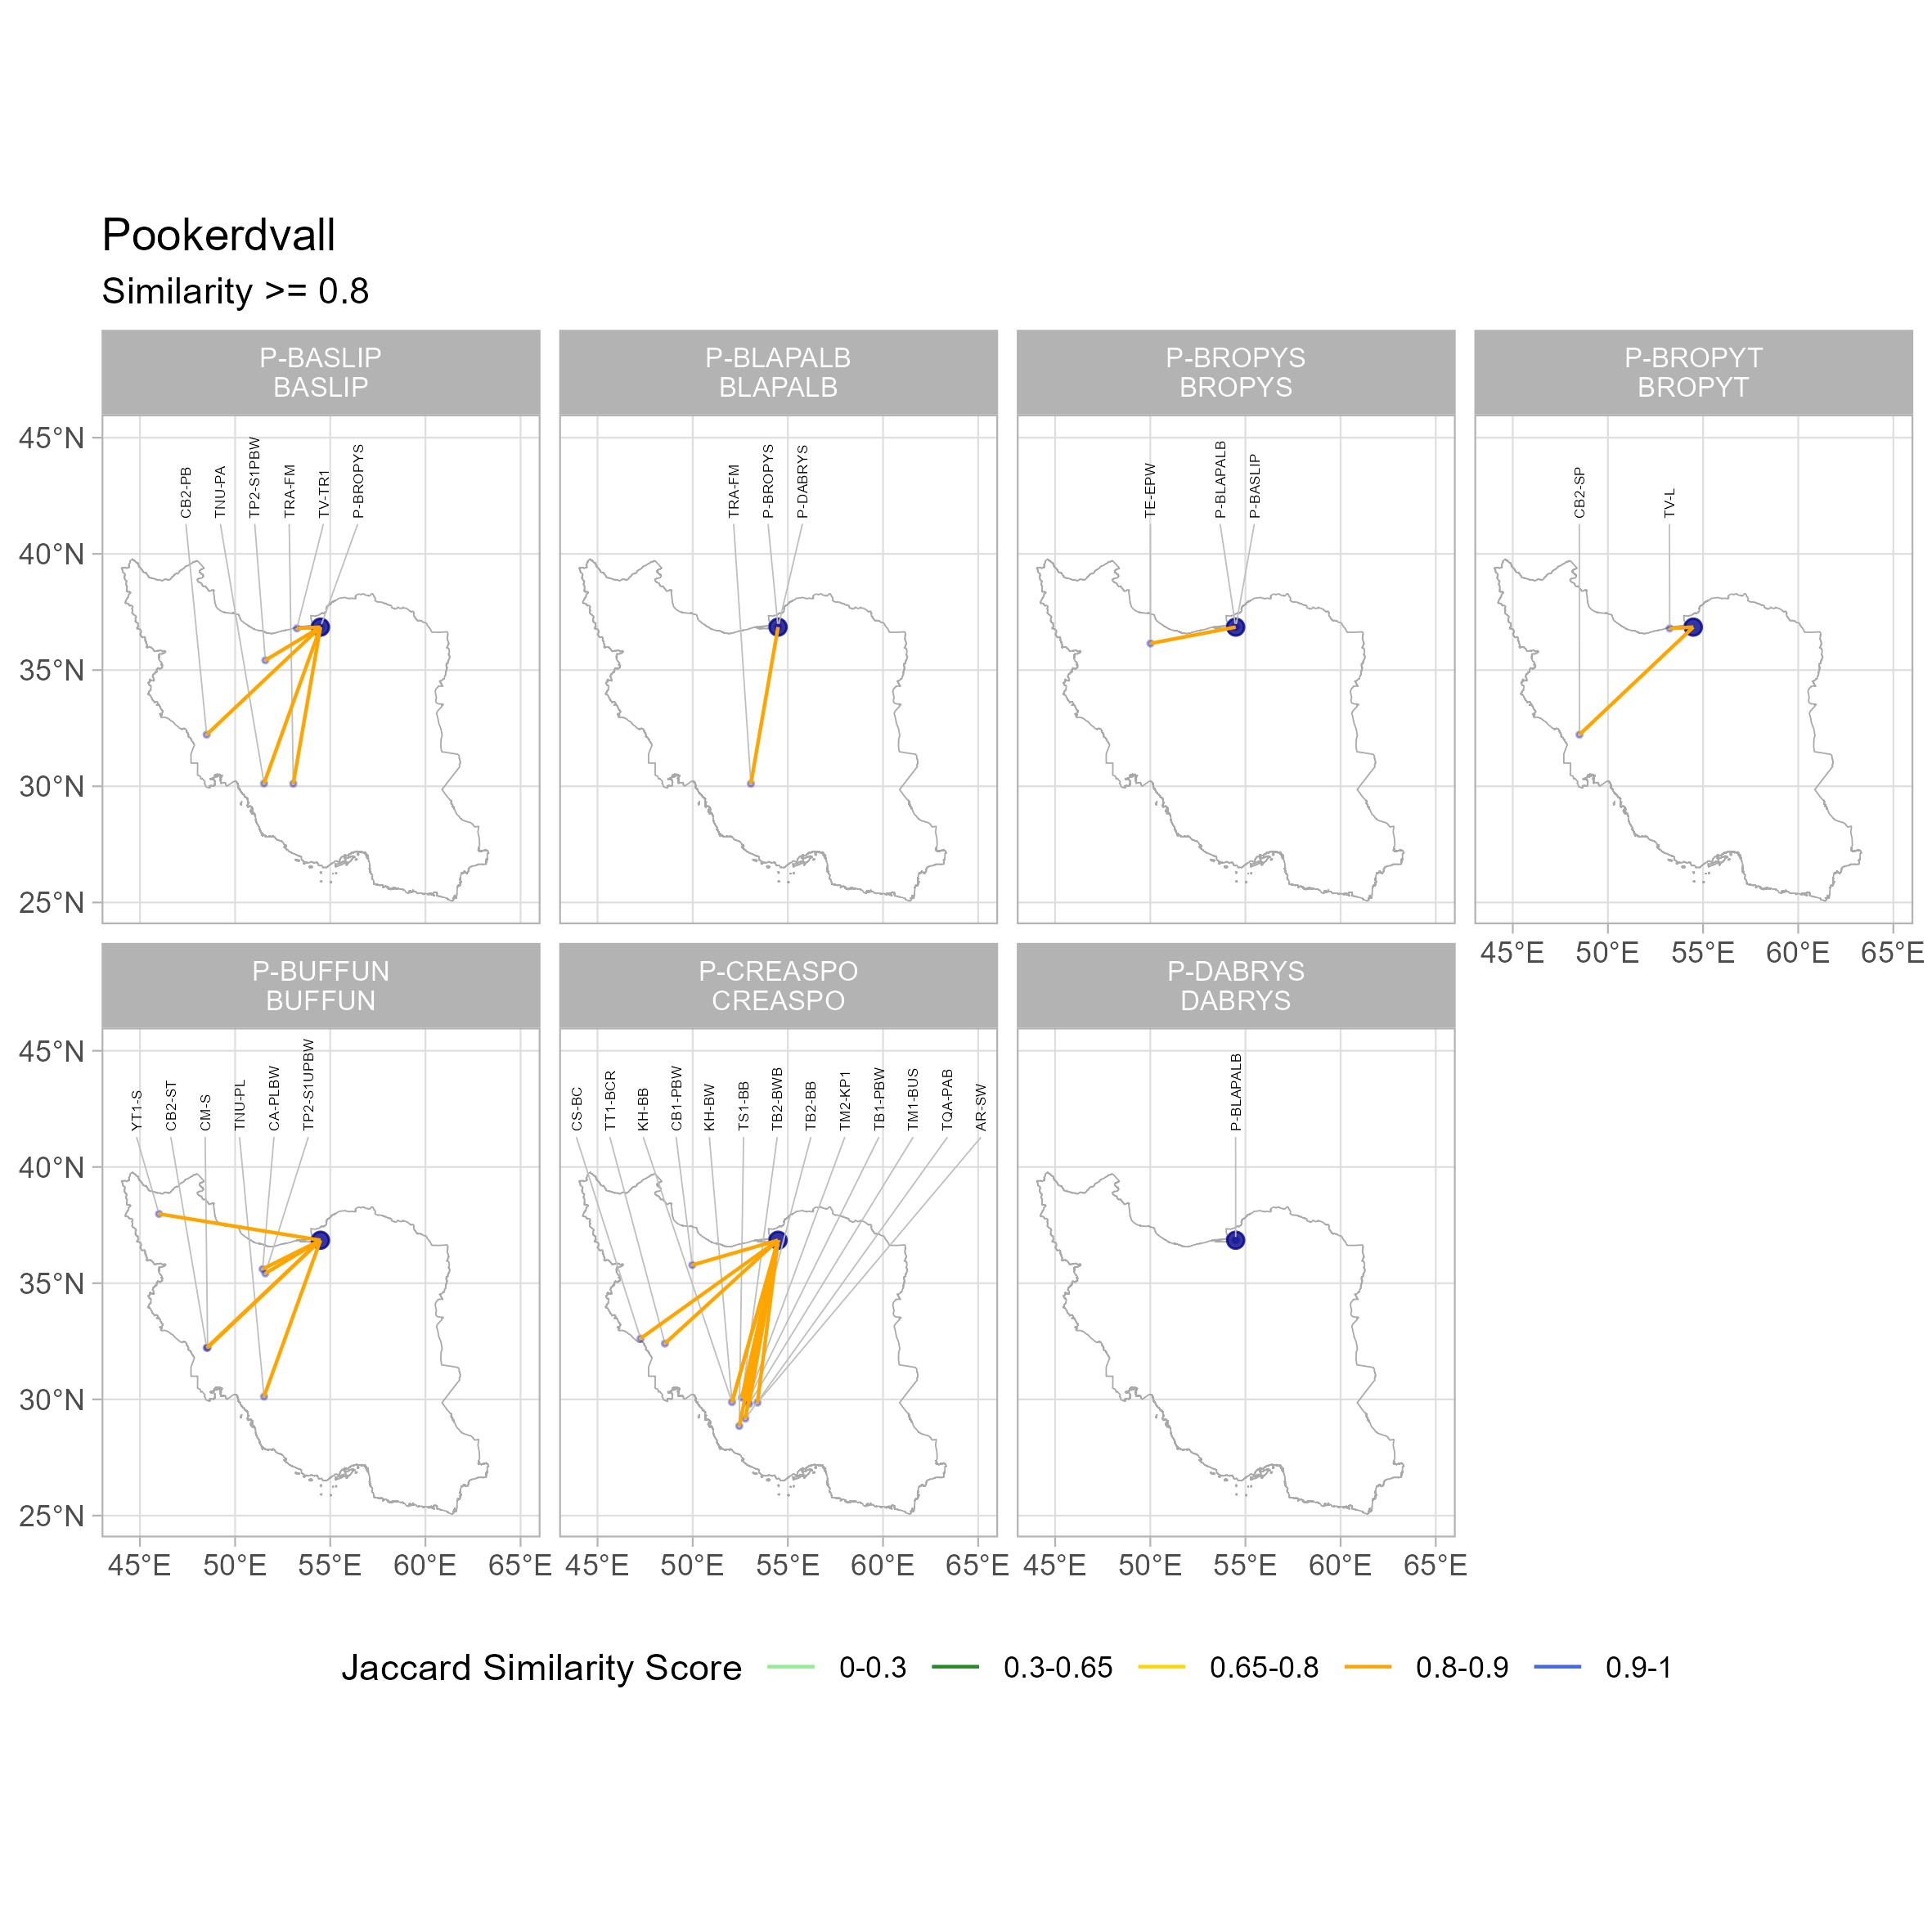 Pookerdvall
Similarity >= 0.8
P-BASLIP
BASLIP
P-BLAPALB
BLAPALB
P-BROPYS
BROPYS
P-BROPYT
BROPYT
45°N
40°N
35°N
30°N
25°N
CB2-PB
TNU-PA
TP2-S1PBW
TRA-FM
TV-TR1
P-BROPYS
TRA-FM
P-BROPYS
P-DABRYS
TE-EPW
P-BLAPALB
P-BASLIP
CB2-SP
TV-L
45°E 50°E 55°E 60°E 65°E
P-BUFFUN
BUFFUN
P-CREASPO
CREASPO
P-DABRYS
DABRYS
45°N
40°N
35°N
30°N
25°N
YT1-S
CB2-ST
CM-S
TNU-PL
CA-PLBW
TP2-S1UPBW
CS-BC
TT1-BCR
KH-BB
CB1-PBW
KH-BW
TS1-BB
TB2-BWB
TB2-BB
TM2-KP1
TB1-PBW
TM1-BUS
TQA-PAB
AR-SW
P-BLAPALB
45°E 50°E 55°E 60°E 65°E
45°E 50°E 55°E 60°E 65°E
45°E 50°E 55°E 60°E 65°E
Jaccard Similarity Score 0-0.3 0.3-0.65 0.65-0.8 0.8-0.9 0.9-1